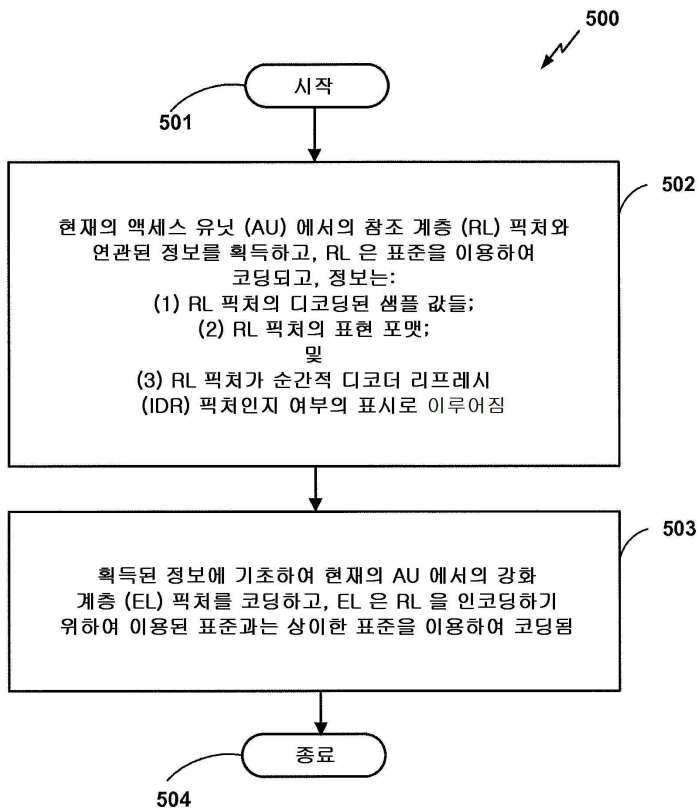 500
시작
501
502
현재의 액세스 유닛 (AU) 에서의 참조 계층 (RL) 픽처와
연관된 정보를 획득하고, RL 은 표준을 이용하여
코딩되고, 정보는:
(1) RL 픽처의 디코딩된 샘플 값들;
(2) RL 픽처의 표현 포맷;
및
(3) RL 픽처가 순간적 디코더 리프레시
(IDR) 픽처인지 여부의 표시로 이루어짐
503
획득된 정보에 기초하여 현재의 AU 에서의 강화
계층 (EL) 픽처를 코딩하고, EL 은 RL 을 인코딩하기
위하여 이용된 표준과는 상이한 표준을 이용하여 코딩됨
종료
504